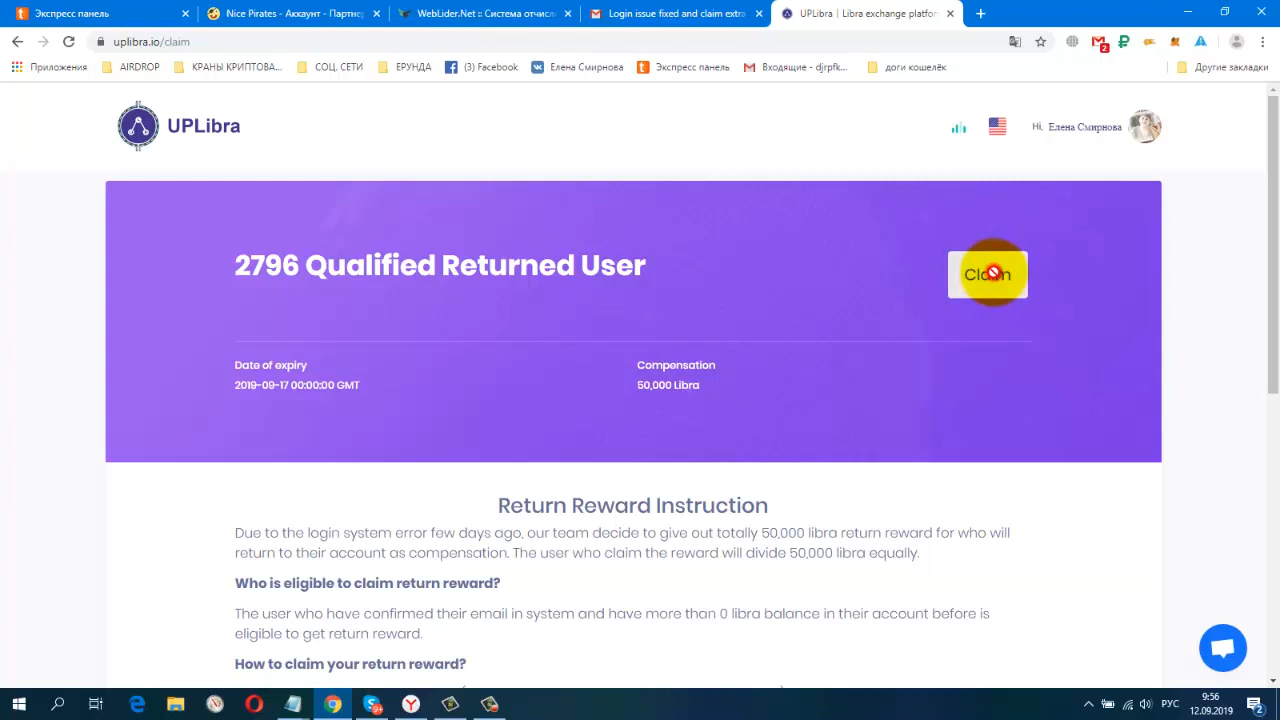 Экспресс панель
Nice Pirates - Аккаунт - Партнер
WebLider.Net :: Система отчисле
Login issue fixed and claim extra
UPLibra | Libra exchange platfor
uplibra.io/claim
2
Приложения
AIRDROP
КРАНЫ КРИПТОВА...
СОЦ. СЕТИ
ЕРУНДА
(3) Facebook
Елена Смирнова
Экспресс панель
Входящие - djrpfk...
доги кошелёк
Другие закладки
UPLibra
Hi, Елена Смирнова
2796 Qualified Returned User
Claim
Date of expiry
Compensation
2019-09-17 00:00:00 GMT
50,000 Libra
Return Reward Instruction
Due to the login system error few days ago, our team decide to give out totally 50,000 libra return reward for who will
return to their account as compensation. The user who claim the reward will divide 50,000 libra equally.
Who is eligible to claim return reward?
The user who have confirmed their email in system and have more than 0 libra balance in their account before is
eligible to get return reward.
How to claim your return reward?
РУС
9:56
12.09.2019
2